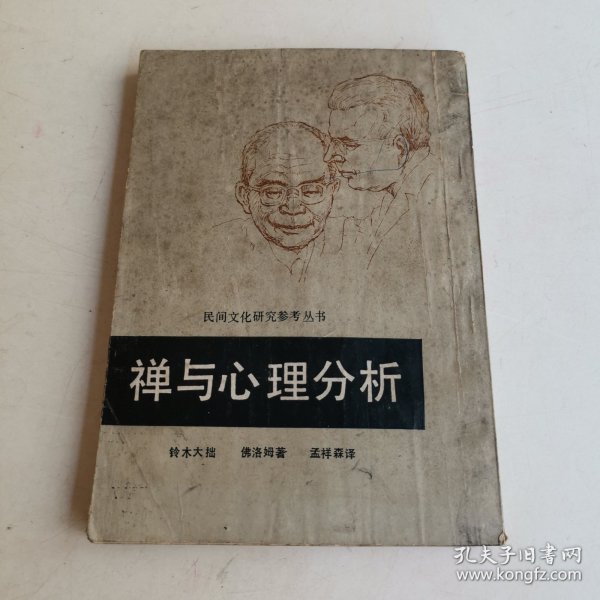 民间文化研究参考丛书
禅与心理分析
铃木大拙 佛洛姆著 孟祥森译
孔夫子旧书网
www.kongfz.com